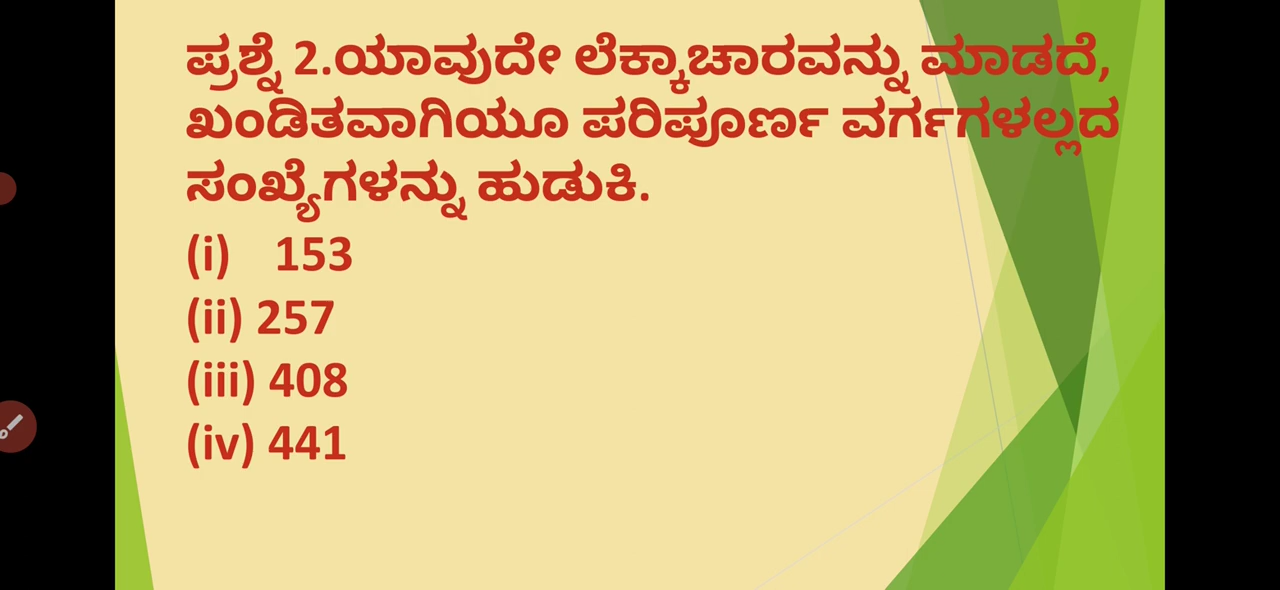 ಪ್ರಶ್ನೆ 2.ಯಾವುದೇ ಲೆಕ್ಕಾಚಾರವನ್ನು ಮಾಡದೆ,
ಖಂಡಿತವಾಗಿಯೂ ಪರಿಪೂರ್ಣ ವರ್ಗಗಳಲ್ಲದ
ಸಂಖ್ಯೆಗಳನ್ನು ಹುಡುಕಿ.
(i) 153
(ii) 257
(iii) 408
(iv) 441